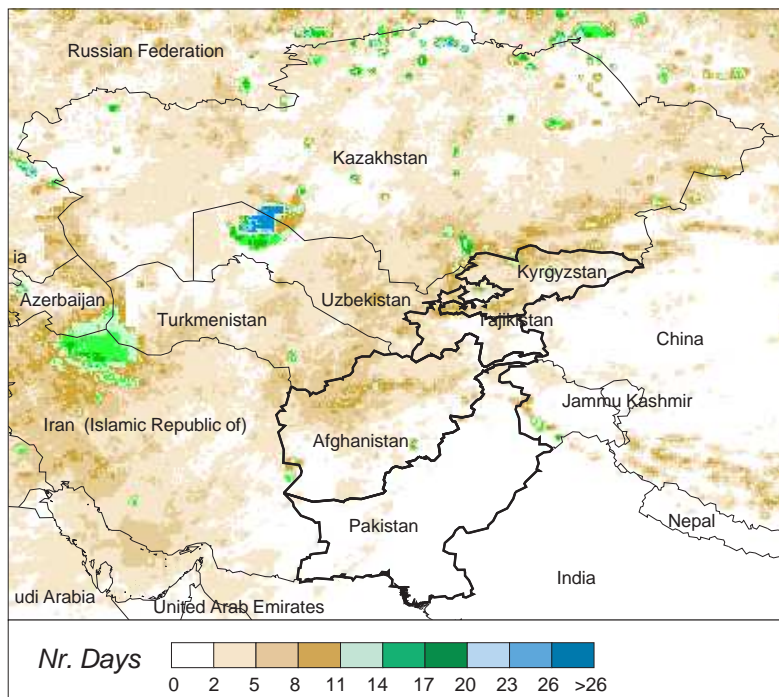 Russian Federation
Kazakhstan
ia
Kyrgyzstan
Azerbaijan
Uzbekistan
Turkmenistan
Tajikistan
China
Jammu Kashmir
Iran (Islamic Republic of)
Afghanistan
Pakistan
Nepal
India
udi Arabia
United Arab Emirates
Nr. Days
0 2 5 8 11 14 17 20 23 26 >26